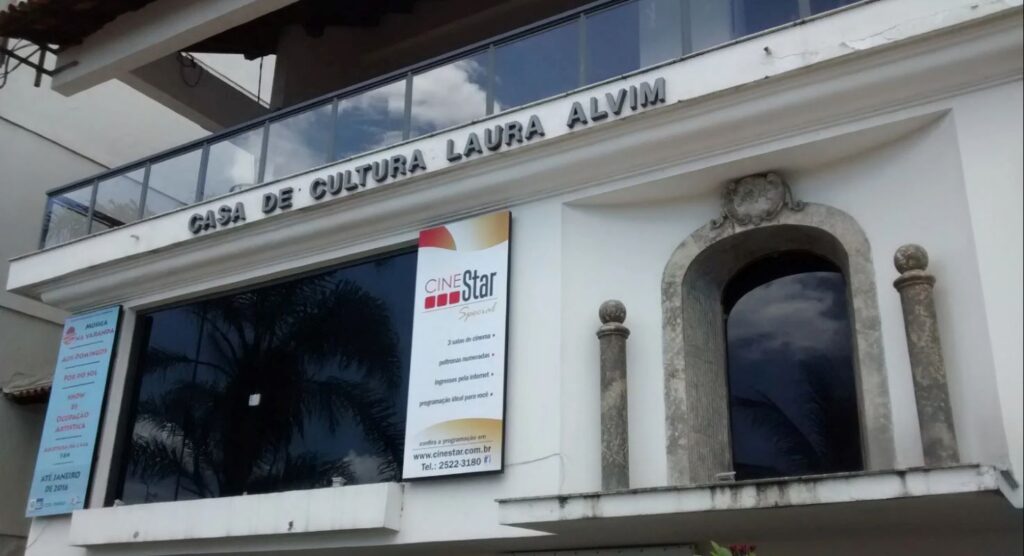 CASA DE CULTURA LAURA ALVIM
MÚSICA
NA VARANDA
AOS DOMINGOS
POR DO SOL
SHOW
E
OCUPAÇÃO
ARTÍSTICA
ATÉ JANEIRO
DE 2016
CINE
Star
Special
3 salas de cinema
poltronas numeradas
ingressos pela internet
programação ideal para você
confira a programação em
www.cinestar.com.br
Tel.: 2522-3180 f